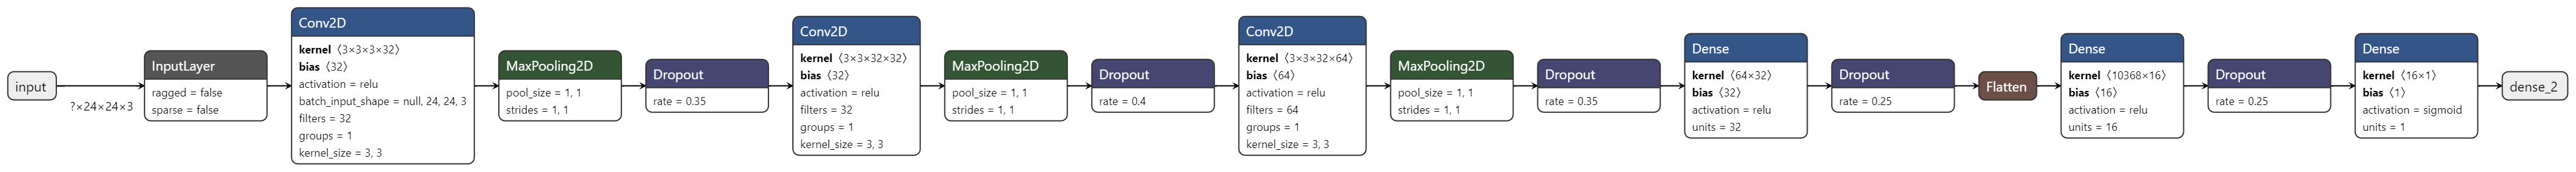 input
?×24×24×3
InputLayer
ragged = false
sparse = false
Conv2D
kernel 〈3×3×3×32〉
bias 〈32〉
activation = relu
batch_input_shape = null, 24, 24, 3
filters = 32
groups = 1
kernel_size = 3, 3
MaxPooling2D
pool_size = 1, 1
strides = 1, 1
Dropout
rate = 0.35
Conv2D
kernel 〈3×3×32×32〉
bias 〈32〉
activation = relu
filters = 32
groups = 1
kernel_size = 3, 3
MaxPooling2D
pool_size = 1, 1
strides = 1, 1
Dropout
rate = 0.4
Conv2D
kernel 〈3×3×32×64〉
bias 〈64〉
activation = relu
filters = 64
groups = 1
kernel_size = 3, 3
MaxPooling2D
pool_size = 1, 1
strides = 1, 1
Dropout
rate = 0.35
Dense
kernel 〈64×32〉
bias 〈32〉
activation = relu
units = 32
Dropout
rate = 0.25
Flatten
Dense
kernel 〈10368×16〉
bias 〈16〉
activation = relu
units = 16
Dropout
rate = 0.25
Dense
kernel 〈16×1〉
bias 〈1〉
activation = sigmoid
units = 1
dense_2